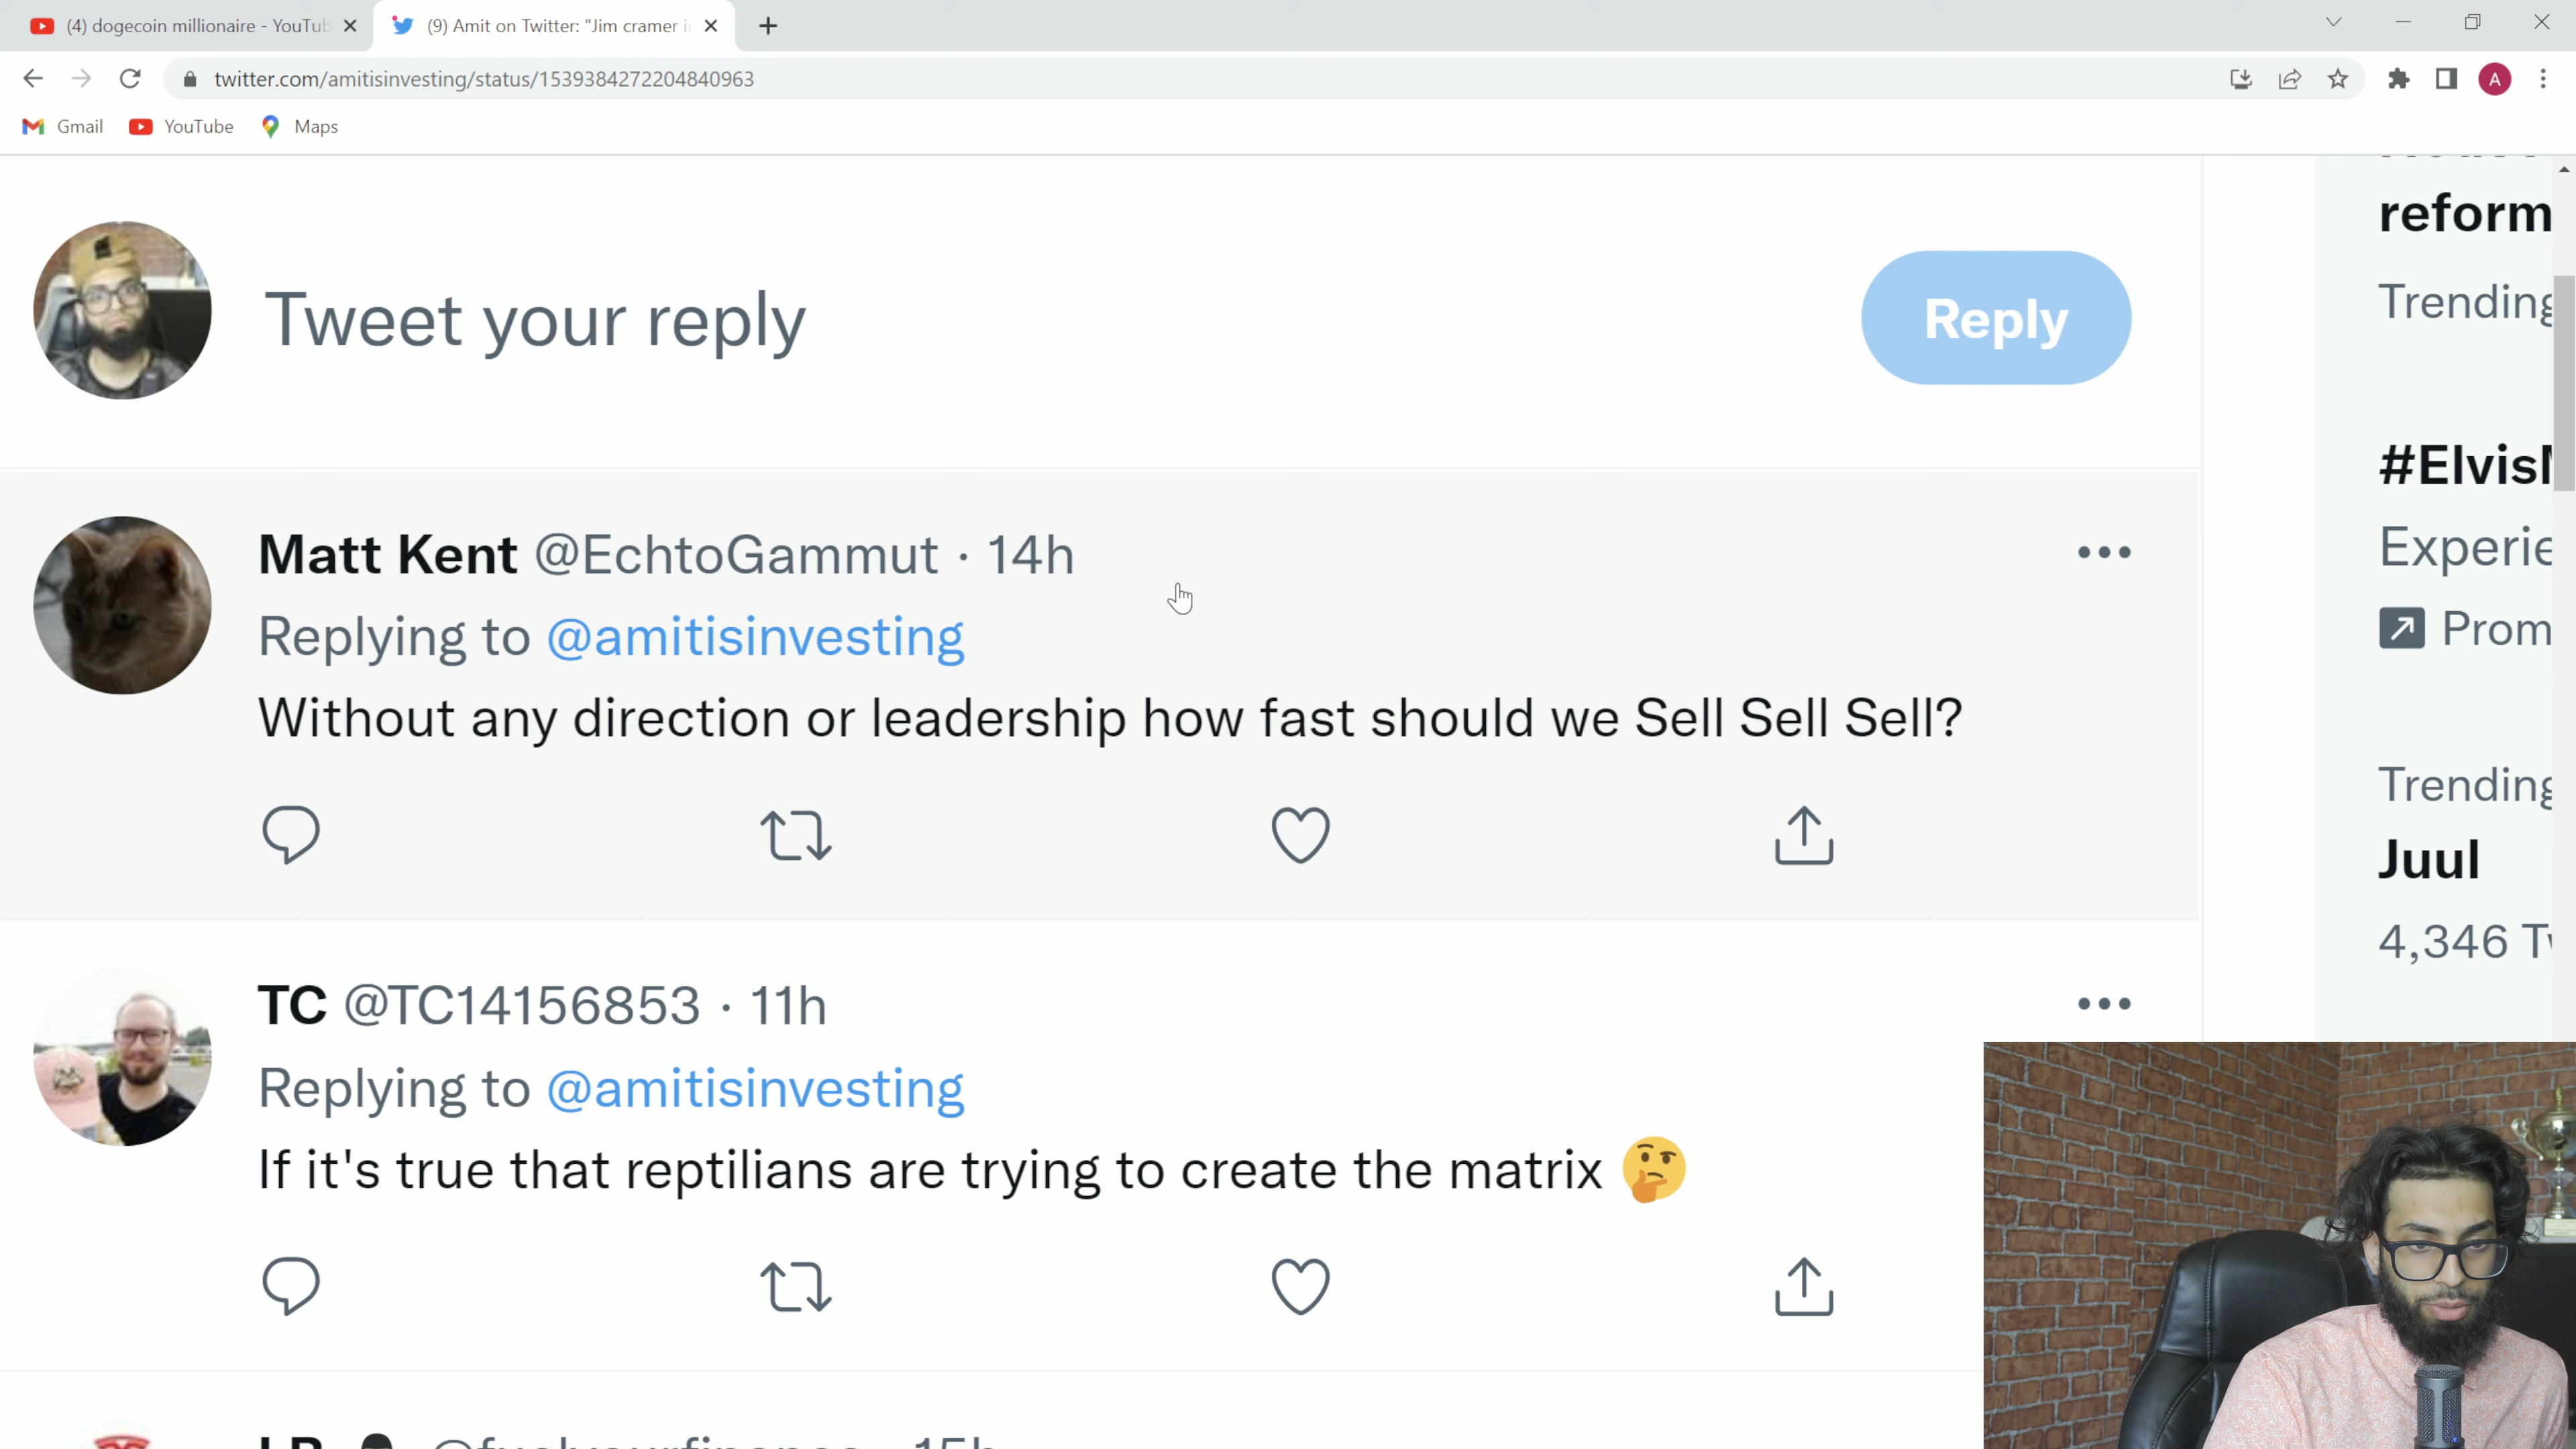 (4) dogecoin millionaire - YouTub
(9) Amit on Twitter: "Jim cramer i
twitter.com/amitisinvesting/status/1539384272204840963
A
Gmail
YouTube
Maps
Tweet your reply
Reply
Matt Kent @EchtoGammut · 14h
Replying to @amitisinvesting
Without any direction or leadership how fast should we Sell Sell Sell?
TC @TC14156853 · 11h
Replying to @amitisinvesting
If it's true that reptilians are trying to create the matrix 🤔
15h
reform
Trending
#Elvis
Experie
Prom
Trending
Juul
4,346 Tw